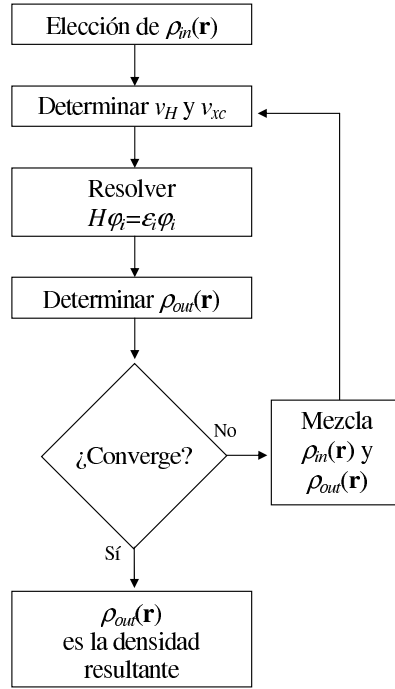 Elección de ρin(r)
Determinar vH y vxc
Resolver
Hφi=εiφi
Determinar ρout(r)
¿Converge?
No
Mezcla
ρin(r) y
ρout(r)
Sí
ρout(r)
es la densidad
resultante